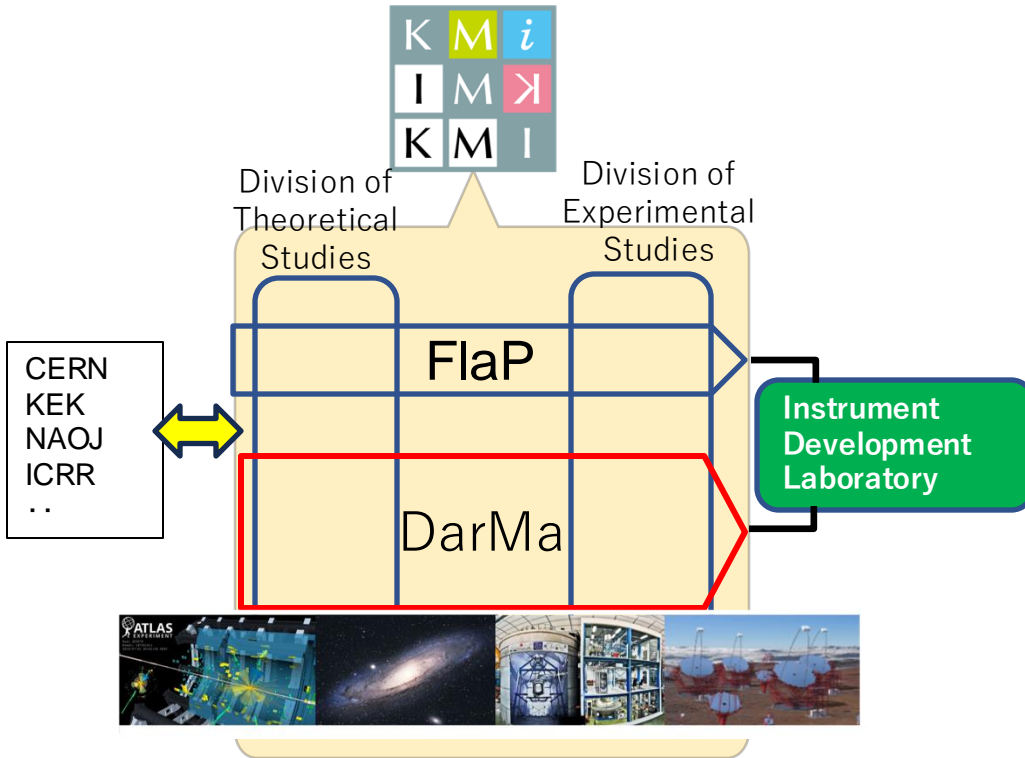 K M i
I M K
K M I
Division of
Theoretical
Studies
Division of
Experimental
Studies
FlaP
CERN
KEK
NAOJ
ICRR
..
Instrument
Development
Laboratory
DarMa
ATLAS
EXPERIMENT